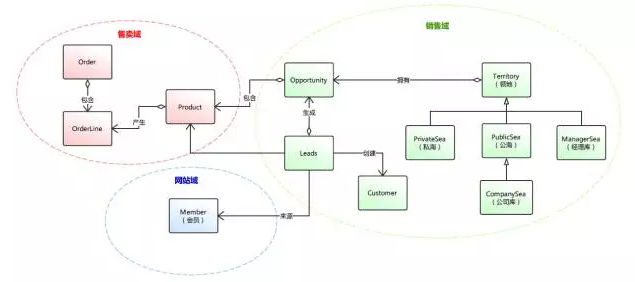 售卖域
销售域
Order
包含
OrderLine
产生
Product
包含
Opportunity
拥有
Territory
（领地）
生成
Leads
创建
Customer
PrivateSea
（私海）
PublicSea
（公海）
ManagerSea
（经理库）
CompanySea
（公司库）
网站域
Member
（会员）
来源